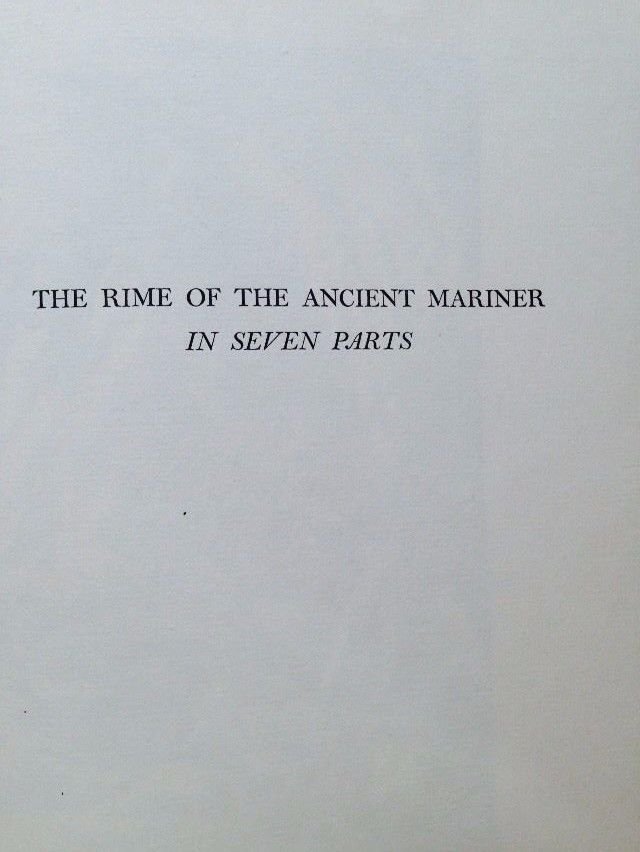 THE RIME OF THE ANCIENT MARINER
IN SEVEN PARTS